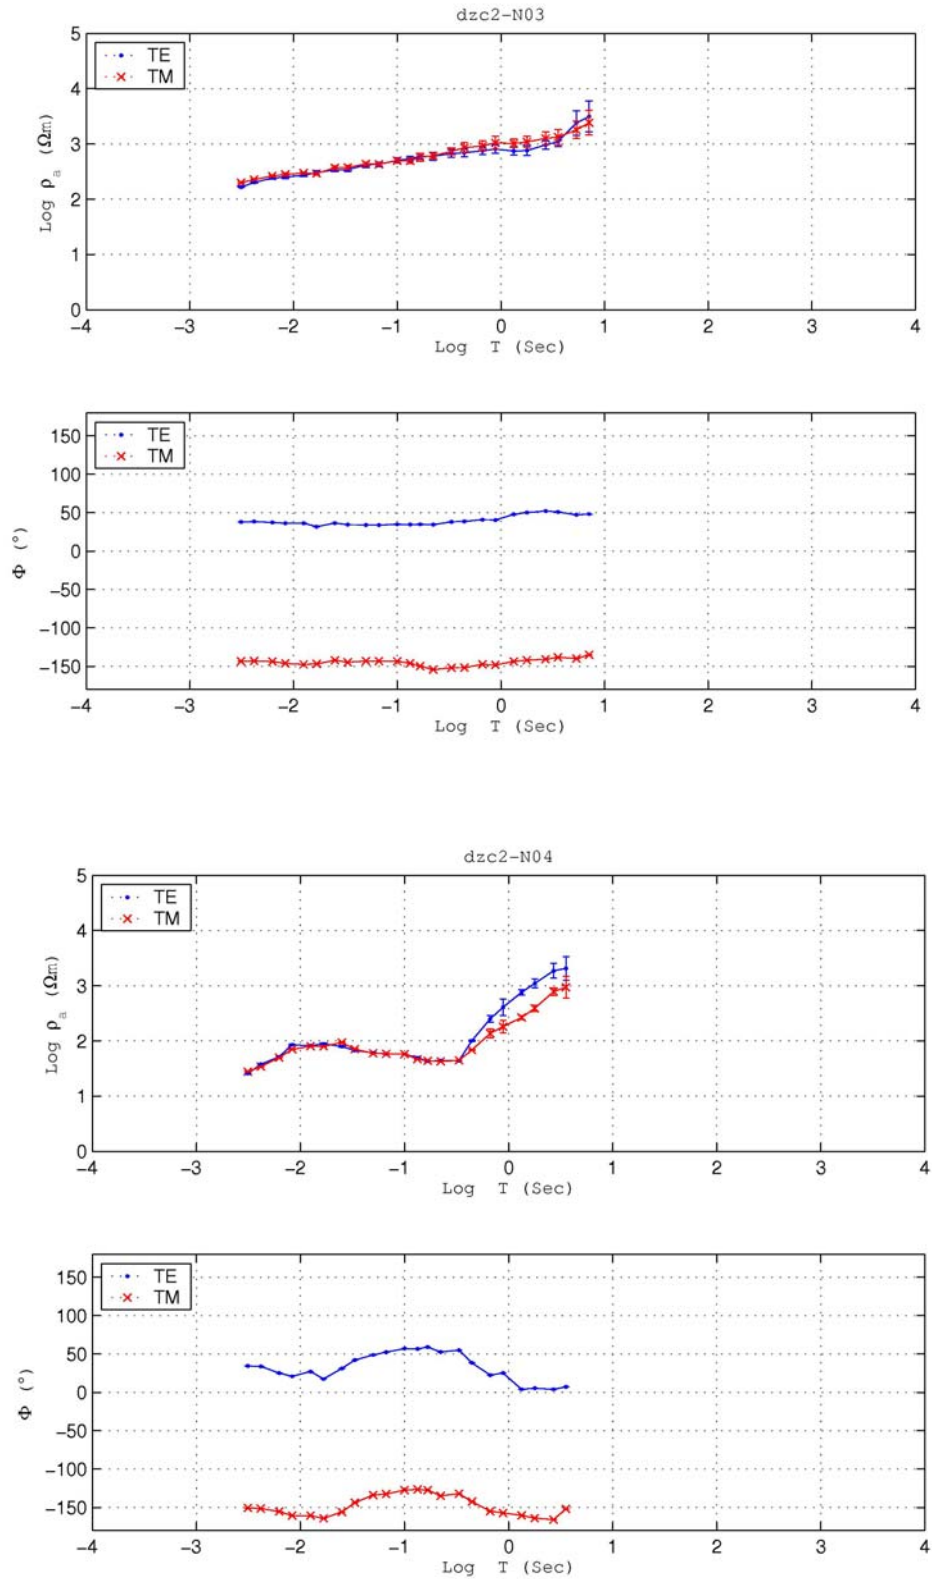 dzc2-N03
5
TE
TM
4
3
2
1
0
Log ρa (Ωm)
−4 −3 −2 −1 0 1 2 3 4
Log T (Sec)
TE
TM
150
100
50
0
−50
−100
−150
Φ (°)
−4 −3 −2 −1 0 1 2 3 4
Log T (Sec)
dzc2-N04
5
TE
TM
4
3
2
1
0
Log ρa (Ωm)
−4 −3 −2 −1 0 1 2 3 4
Log T (Sec)
TE
TM
150
100
50
0
−50
−100
−150
Φ (°)
−4 −3 −2 −1 0 1 2 3 4
Log T (Sec)